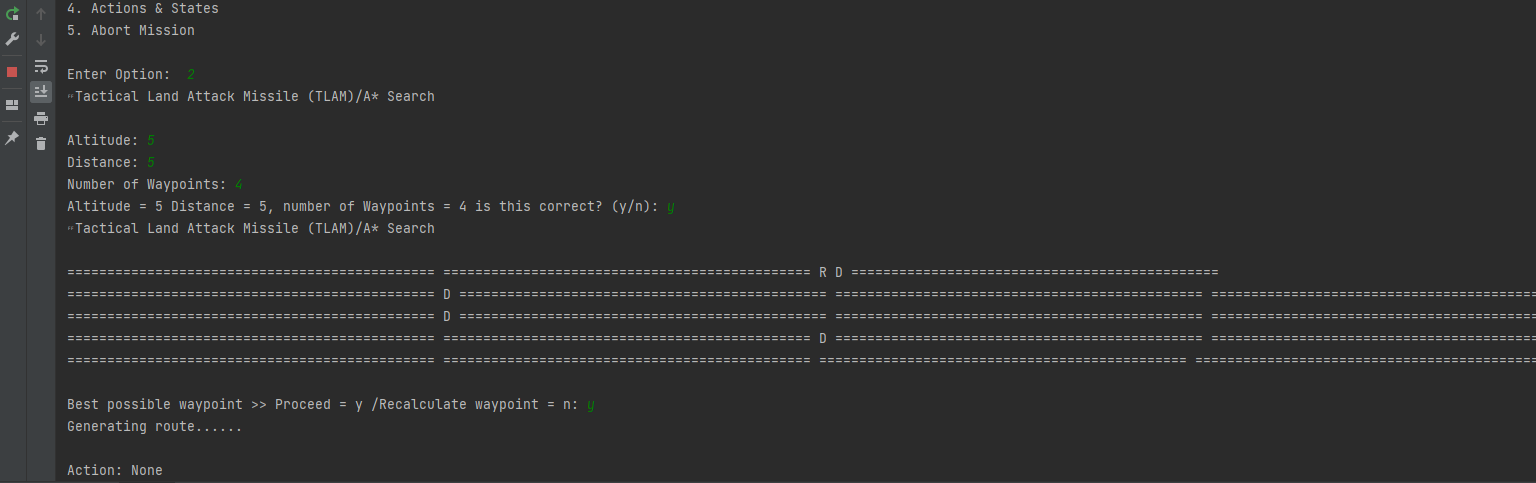 4. Actions & States
5. Abort Mission
Enter Option:  2
“Tactical Land Attack Missile (TLAM)/A* Search
Altitude: 5
Distance: 5
Number of Waypoints: 4
Altitude = 5 Distance = 5, number of Waypoints = 4 is this correct? (y/n): y
“Tactical Land Attack Missile (TLAM)/A* Search
============================================== ============================================== R D ==============================================
============================================== D ============================================== ============================================== =========================================
============================================== D ============================================== ============================================== =========================================
============================================== ============================================== D ============================================== =========================================
============================================== ============================================== ============================================== ===========================================
Best possible waypoint >> Proceed = y /Recalculate waypoint = n: y
Generating route......
Action: None